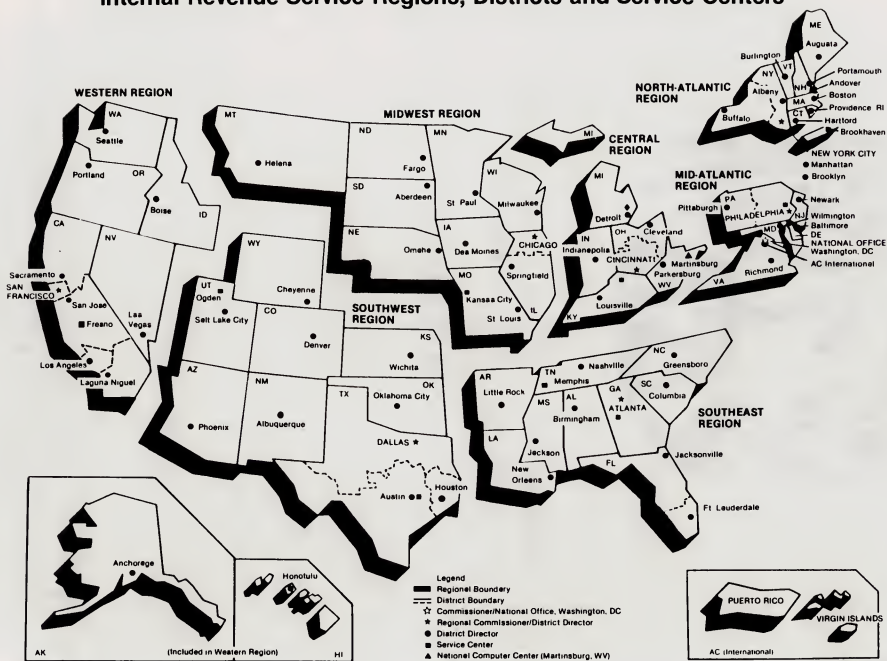 Internal Revenue Service Regions, Districts and Service Centers
WESTERN REGION
WA
Seattle
Portland
OR
Boise
ID
CA
NV
Sacramento
SAN FRANCISCO
San Jose
Fresno
Las Vegas
Los Angeles
Laguna Niguel
MIDWEST REGION
MT
Helena
ND
Fargo
MN
St Paul
SD
Aberdeen
WI
Milwaukee
NE
Omaha
IA
Des Moines
CHICAGO
Springfield
MO
Kansas City
St Louis
IL
MI
CENTRAL REGION
MI
Detroit
OH
Cleveland
IN
Indianapolis
CINCINNATI
Martinsburg
Parkersburg
WV
Louisville
KY
NORTH-ATLANTIC REGION
ME
Augusta
Burlington
VT
NY
Albany
NH
MA
CT
Buffalo
Portsmouth
Andover
Boston
Providence RI
Hartford
Brookhaven
NEW YORK CITY
Manhattan
Brooklyn
MID-ATLANTIC REGION
PA
Pittsburgh
PHILADELPHIA
NJ
MD
Newark
Wilmington
Baltimore
DE
NATIONAL OFFICE
Washington, DC
AC International
Richmond
VA
SOUTHWEST REGION
WY
Cheyenne
UT
Ogden
Salt Lake City
CO
Denver
KS
Wichita
AZ
Phoenix
NM
Albuquerque
TX
OK
Oklahoma City
DALLAS
Austin
Houston
SOUTHEAST REGION
AR
Little Rock
TN
Nashville
Memphis
NC
Greensboro
SC
Columbia
MS
Jackson
AL
Birmingham
GA
ATLANTA
LA
New Orleans
FL
Jacksonville
Ft Lauderdale
Anchorage
AK
(Included in Western Region)
Honolulu
HI
Legend
Regional Boundary
District Boundary
Commissioner/National Office, Washington, DC
Regional Commissioner/District Director
District Director
Service Center
National Computer Center (Martinsburg, WV)
PUERTO RICO
VIRGIN ISLANDS
AC (International)